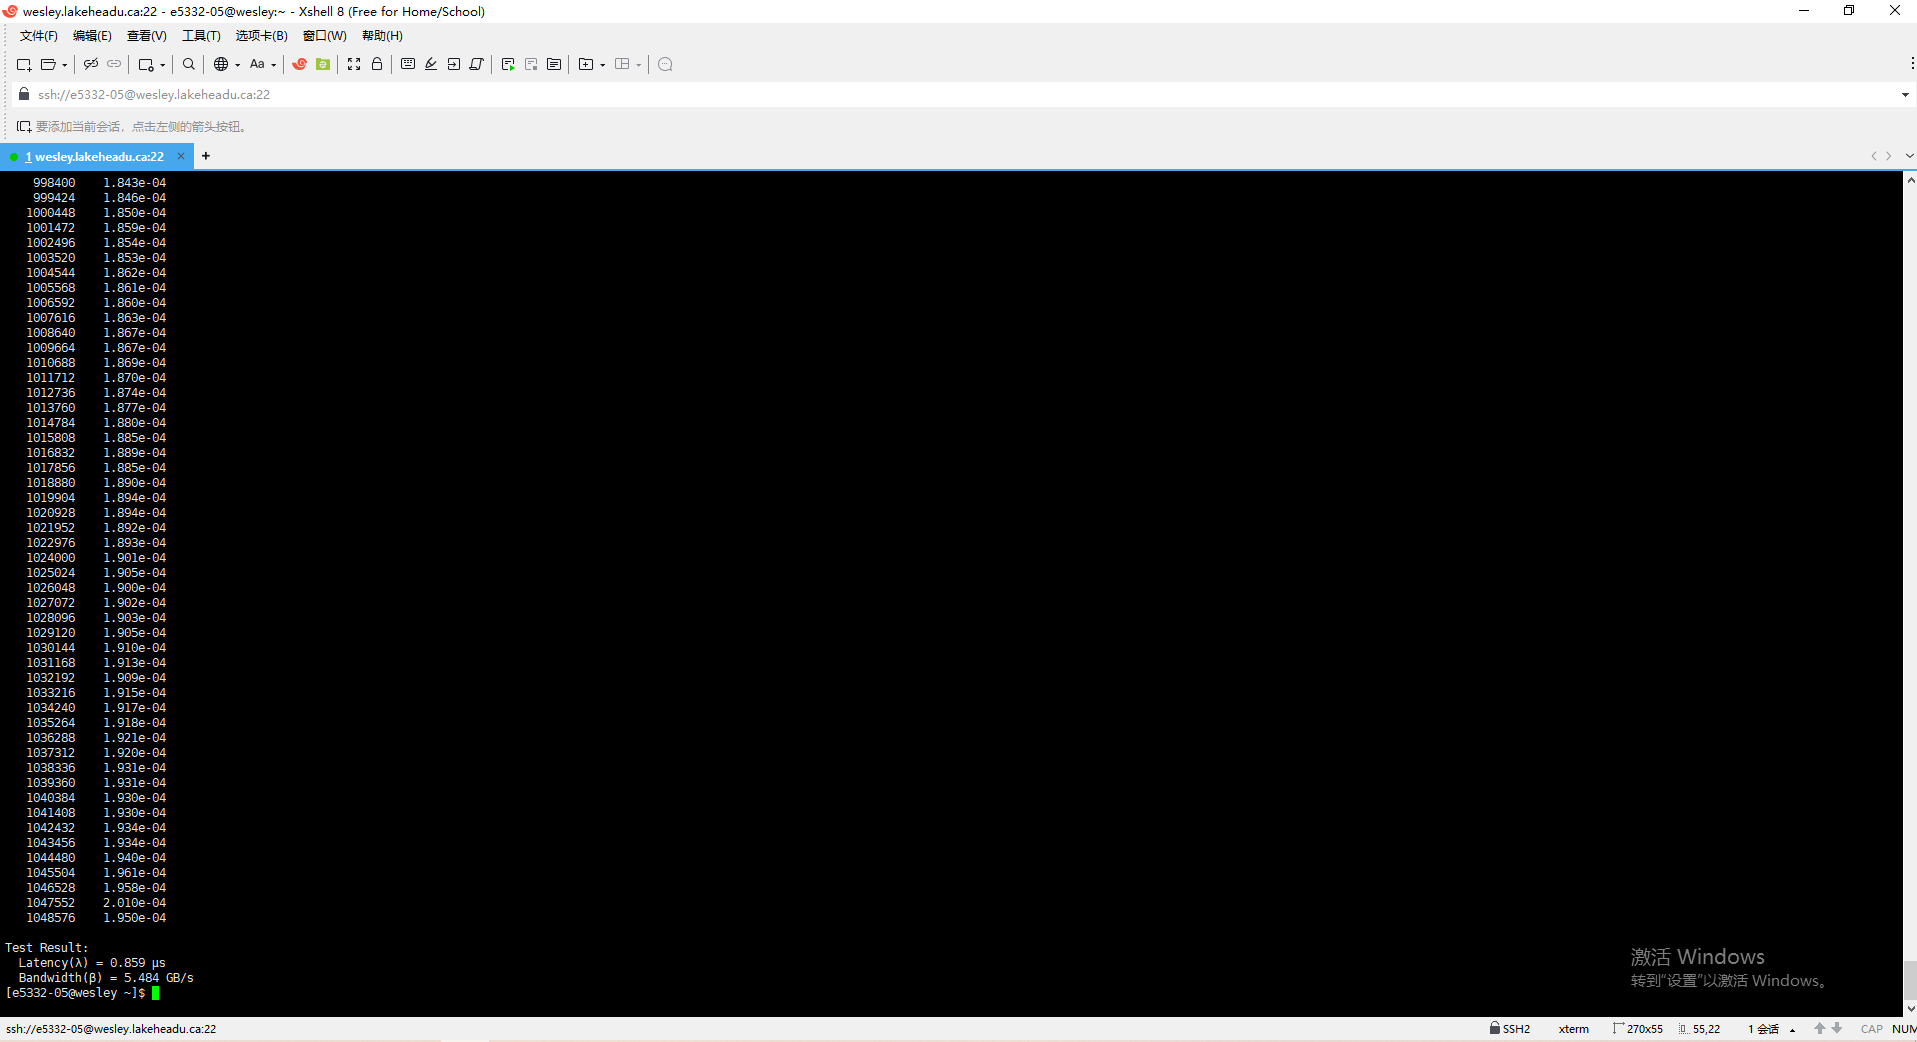 wesley.lakeheadu.ca:22 - e5332-05@wesley:~ - Xshell 8 (Free for Home/School)
文件(F) 编辑(E) 查看(V) 工具(T) 选项卡(B) 窗口(W) 帮助(H)
Aa
ssh://e5332-05@wesley.lakeheadu.ca:22
要添加当前会话，点击左侧的箭头按钮。
1 wesley.lakeheadu.ca:22 × +
998400 1.843e-04
999424 1.846e-04
1000448 1.850e-04
1001472 1.859e-04
1002496 1.854e-04
1003520 1.853e-04
1004544 1.862e-04
1005568 1.861e-04
1006592 1.860e-04
1007616 1.863e-04
1008640 1.867e-04
1009664 1.867e-04
1010688 1.869e-04
1011712 1.870e-04
1012736 1.874e-04
1013760 1.877e-04
1014784 1.880e-04
1015808 1.885e-04
1016832 1.889e-04
1017856 1.885e-04
1018880 1.890e-04
1019904 1.894e-04
1020928 1.894e-04
1021952 1.892e-04
1022976 1.893e-04
1024000 1.901e-04
1025024 1.905e-04
1026048 1.900e-04
1027072 1.902e-04
1028096 1.903e-04
1029120 1.905e-04
1030144 1.910e-04
1031168 1.913e-04
1032192 1.909e-04
1033216 1.915e-04
1034240 1.917e-04
1035264 1.918e-04
1036288 1.921e-04
1037312 1.920e-04
1038336 1.931e-04
1039360 1.931e-04
1040384 1.930e-04
1041408 1.930e-04
1042432 1.934e-04
1043456 1.934e-04
1044480 1.940e-04
1045504 1.961e-04
1046528 1.958e-04
1047552 2.010e-04
1048576 1.950e-04
Test Result:
Latency(λ) = 0.859 μs
Bandwidth(β) = 5.484 GB/s
[e5332-05@wesley ~]$
激活 Windows
转到“设置”以激活 Windows。
ssh://e5332-05@wesley.lakeheadu.ca:22 SSH2 xterm 270x55 55,22 1 会话 CAP NUM